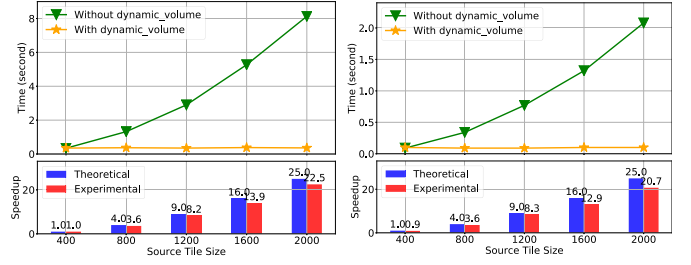 Without dynamic_volume
With dynamic_volume
Time (second)
8
6
4
2
0
Theoretical
Experimental
Speedup
20
0
1.0 1.0
4.0 3.6
9.0 8.2
16.0 13.9
25.0 22.5
400 800 1200 1600 2000
Source Tile Size
Without dynamic_volume
With dynamic_volume
Time (second)
2.0
1.5
1.0
0.5
0.0
Theoretical
Experimental
Speedup
20
0
1.0 0.9
4.0 3.6
9.0 8.3
16.0 12.9
25.0 20.7
400 800 1200 1600 2000
Source Tile Size